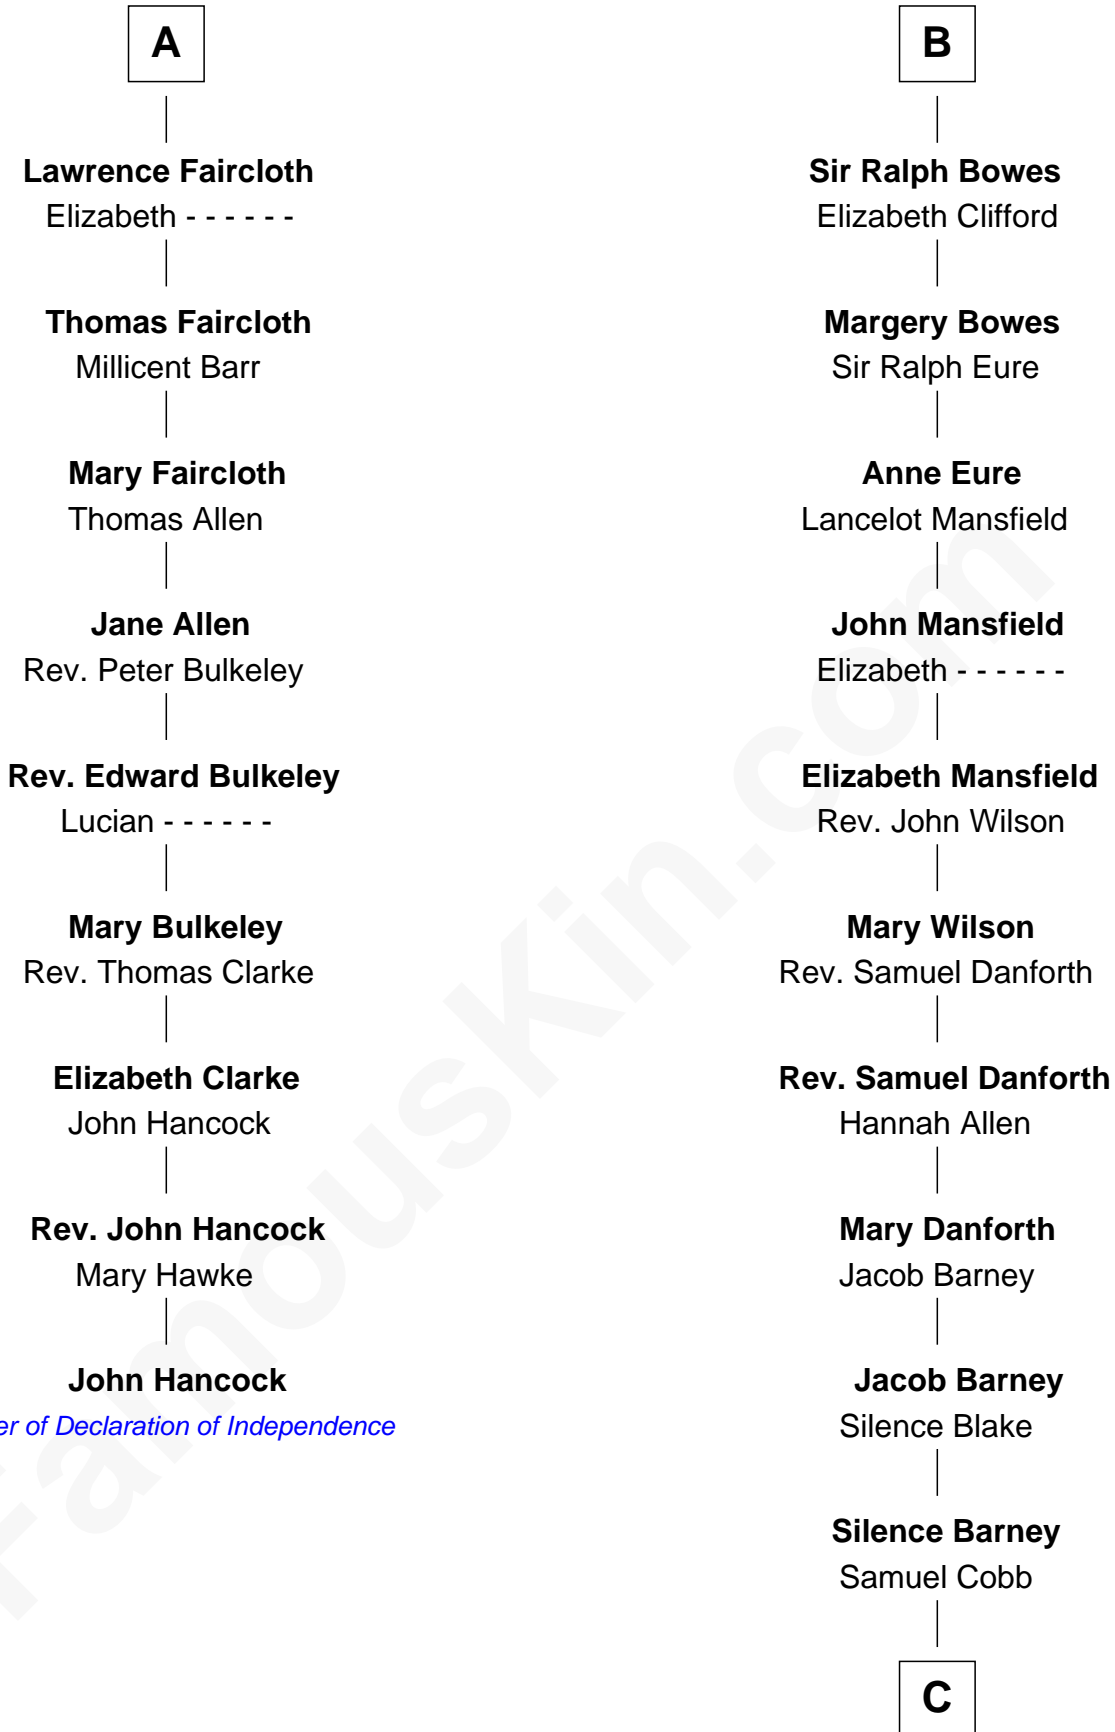 A
Lawrence Faircloth
Elizabeth - - - - - -
Thomas Faircloth
Millicent Barr
Mary Faircloth
Thomas Allen
Jane Allen
Rev. Peter Bulkeley
Rev. Edward Bulkeley
Lucian - - - - - -
Mary Bulkeley
Rev. Thomas Clarke
Elizabeth Clarke
John Hancock
Rev. John Hancock
Mary Hawke
John Hancock
er of Declaration of Independence
B
Sir Ralph Bowes
Elizabeth Clifford
Margery Bowes
Sir Ralph Eure
Anne Eure
Lancelot Mansfield
John Mansfield
Elizabeth - - - - - -
Elizabeth Mansfield
Rev. John Wilson
Mary Wilson
Rev. Samuel Danforth
Rev. Samuel Danforth
Hannah Allen
Mary Danforth
Jacob Barney
Jacob Barney
Silence Blake
Silence Barney
Samuel Cobb
C
FamousKin.com